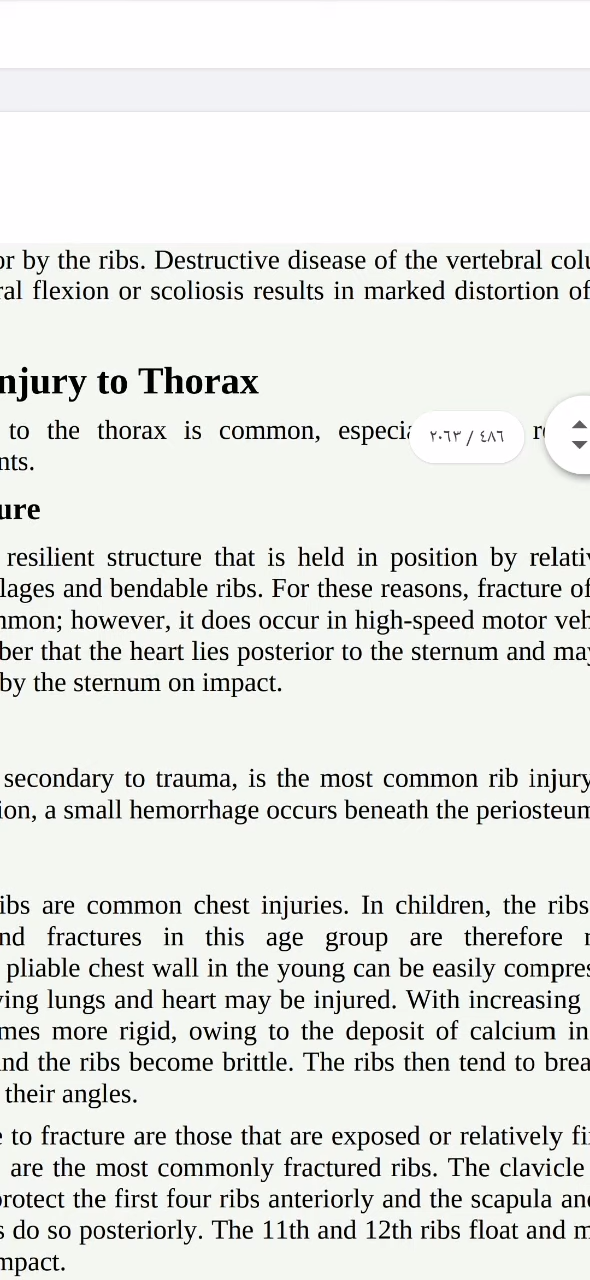 or by the ribs. Destructive disease of the vertebral colu
ral flexion or scoliosis results in marked distortion of
njury to Thorax
to the thorax is common, especia
٢٠٦٣ / ٤٨٦
nts.
ure
resilient structure that is held in position by relativ
lages and bendable ribs. For these reasons, fracture of
mmon; however, it does occur in high-speed motor veh
ber that the heart lies posterior to the sternum and may
by the sternum on impact.
secondary to trauma, is the most common rib injury
ion, a small hemorrhage occurs beneath the periosteum
ibs are common chest injuries. In children, the ribs
nd fractures in this age group are therefore r
pliable chest wall in the young can be easily compres
ying lungs and heart may be injured. With increasing
mes more rigid, owing to the deposit of calcium in
nd the ribs become brittle. The ribs then tend to brea
their angles.
e to fracture are those that are exposed or relatively fi
are the most commonly fractured ribs. The clavicle
protect the first four ribs anteriorly and the scapula and
s do so posteriorly. The 11th and 12th ribs float and m
mpact.